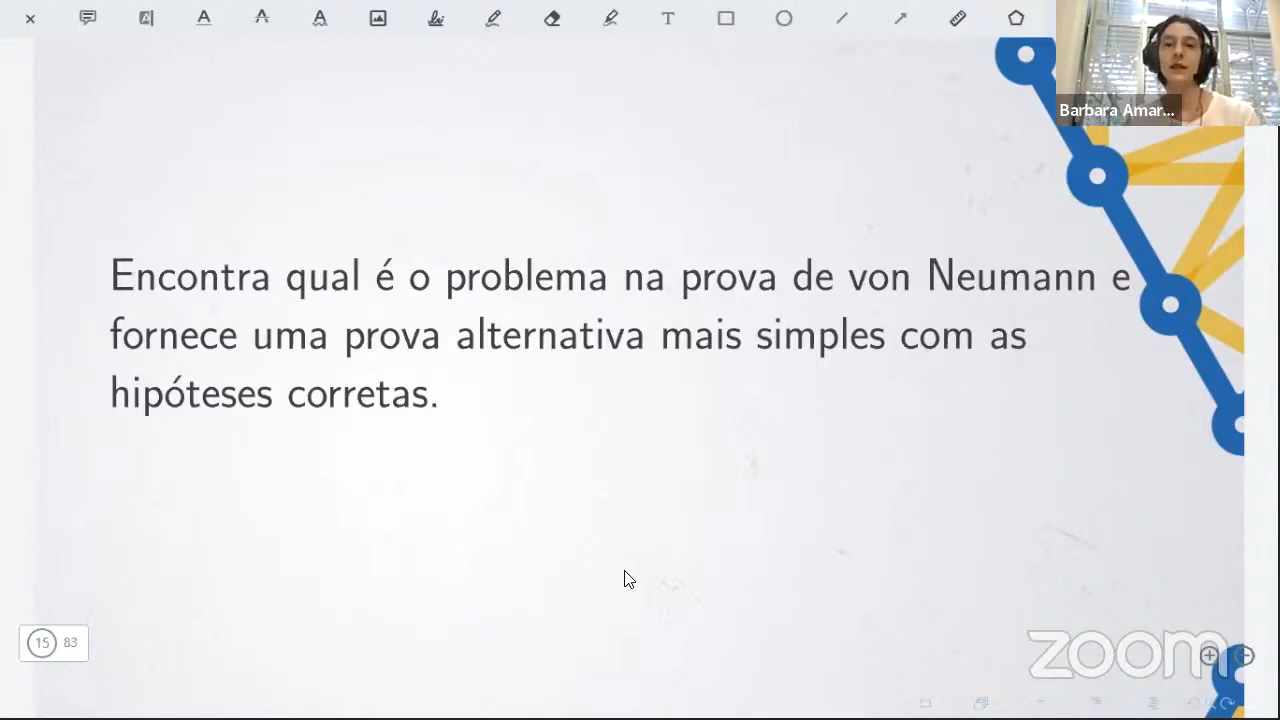 Barbara Amar...
Encontra qual é o problema na prova de von Neumann e
fornece uma prova alternativa mais simples com as
hipóteses corretas.
15 83
zoom